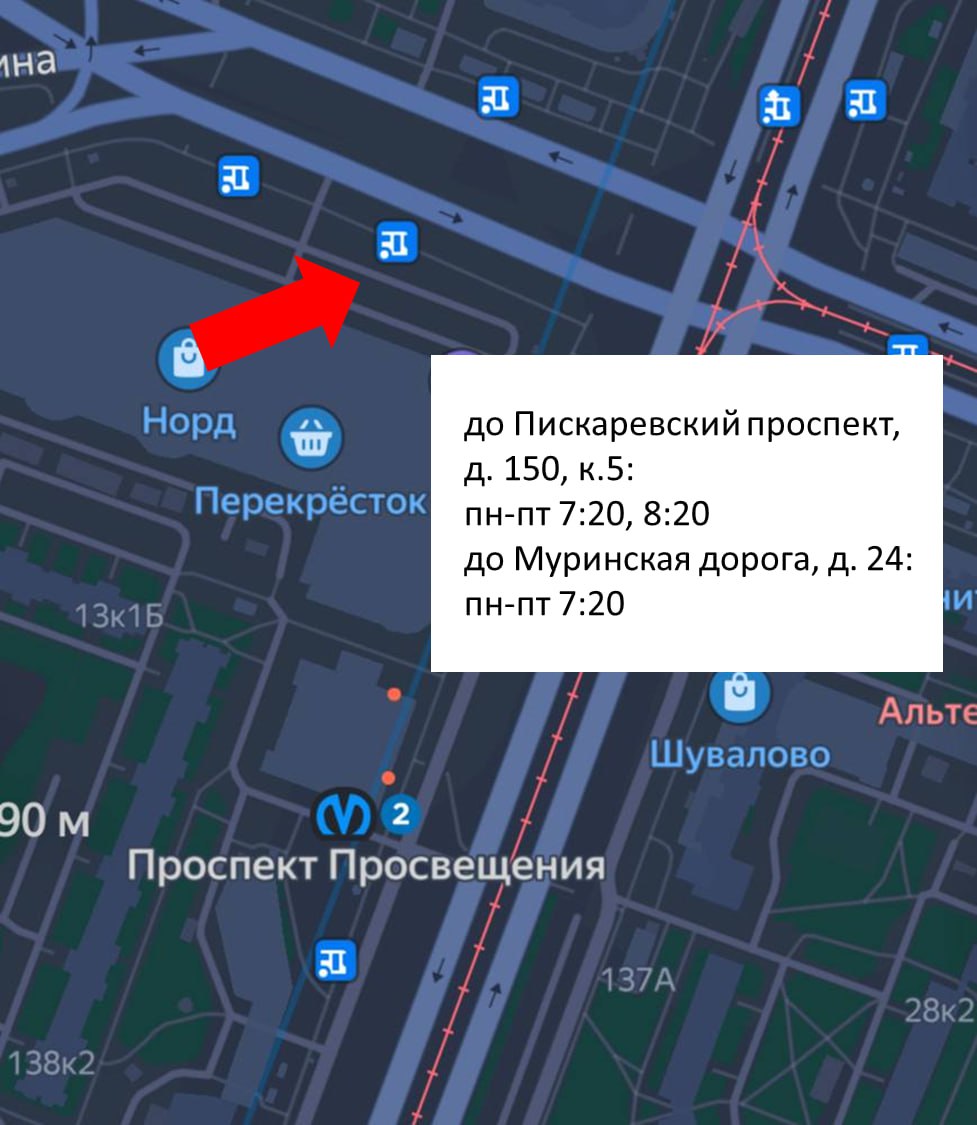 ина
Норд
Перекрёсток
до Пискаревский проспект,
д. 150, к.5:
пн-пт 7:20, 8:20
до Муринская дорога, д. 24:
пн-пт 7:20
13к1Б
Альте
Шувалово
90 м
2
Проспект Просвещения
137А
28к2
138к2